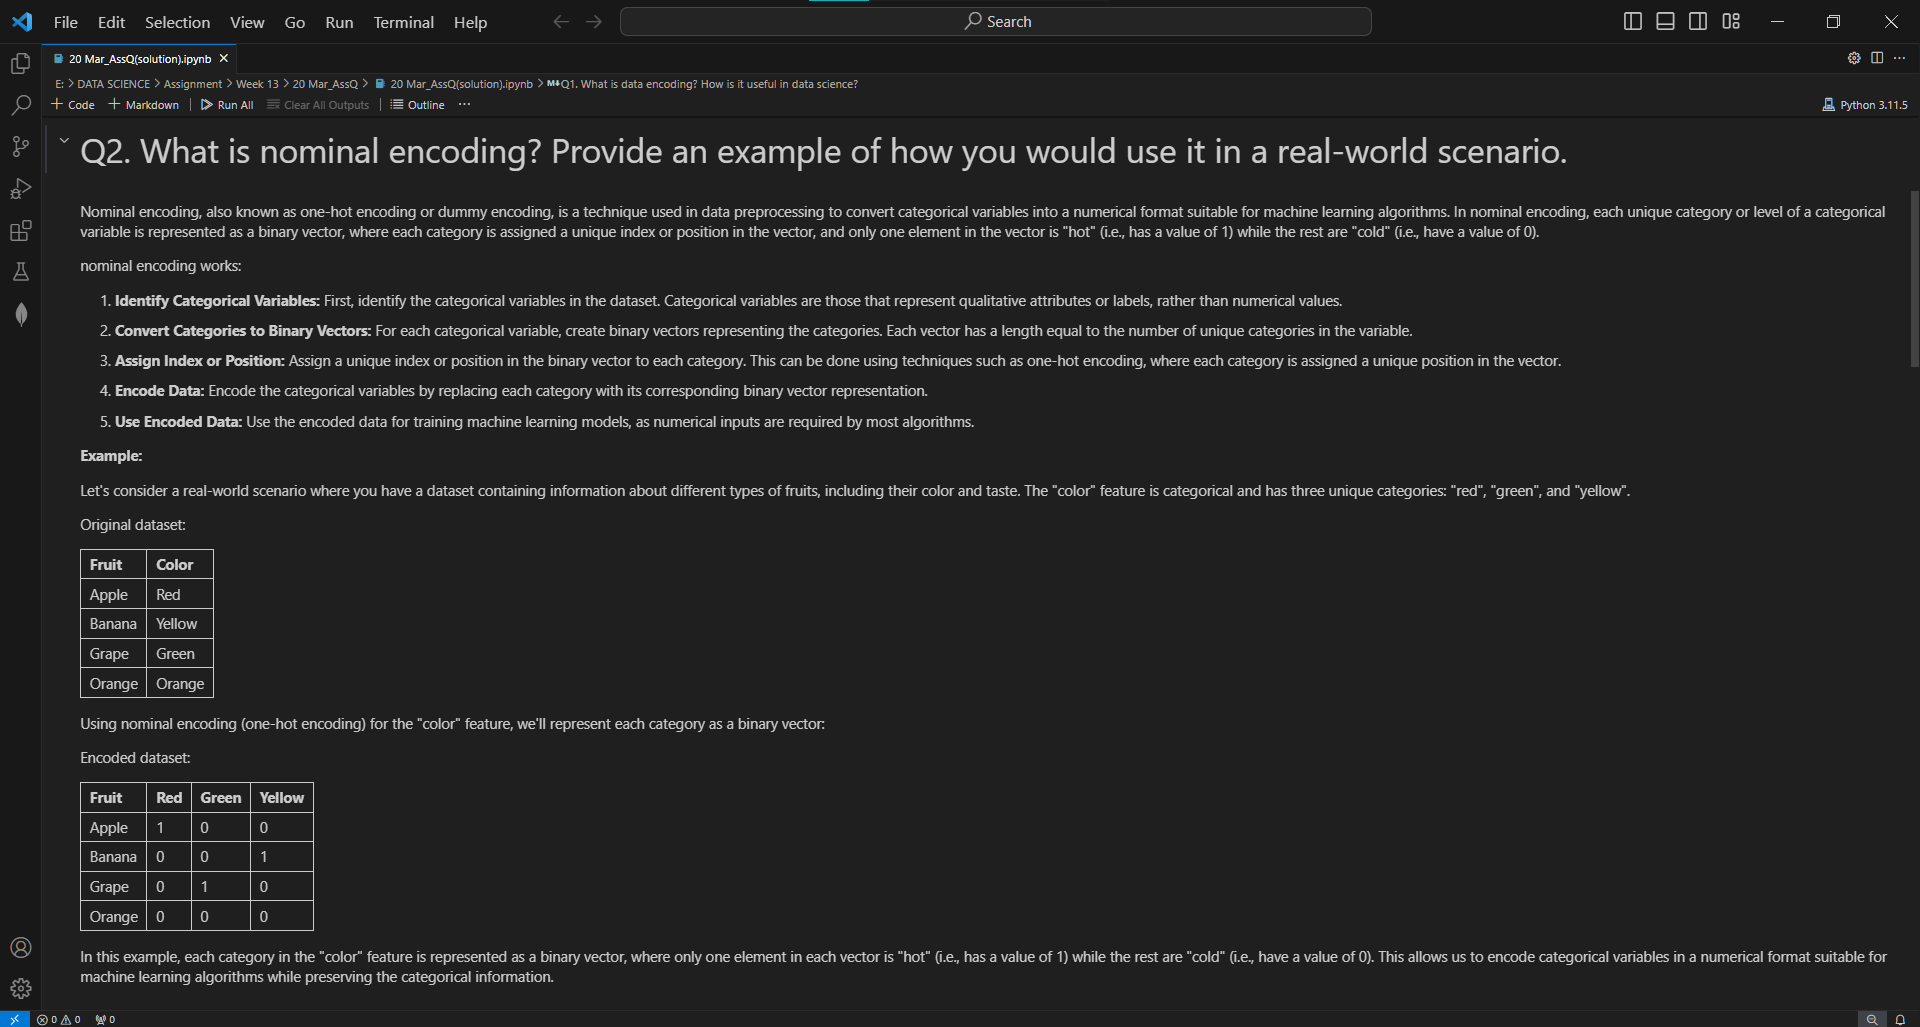 File Edit Selection View Go Run Terminal Help
Search
20 Mar_AssQ(solution).ipynb
E: > DATA SCIENCE > Assignment > Week 13 > 20 Mar_AssQ > 20 Mar_AssQ(solution).ipynb > M↓Q1. What is data encoding? How is it useful in data science?
+ Code + Markdown | Run All Clear All Outputs | Outline ··· Python 3.11.5
Q2. What is nominal encoding? Provide an example of how you would use it in a real-world scenario.
Nominal encoding, also known as one-hot encoding or dummy encoding, is a technique used in data preprocessing to convert categorical variables into a numerical format suitable for machine learning algorithms. In nominal encoding, each unique category or level of a categorical
variable is represented as a binary vector, where each category is assigned a unique index or position in the vector, and only one element in the vector is "hot" (i.e., has a value of 1) while the rest are "cold" (i.e., have a value of 0).
nominal encoding works:
1. Identify Categorical Variables: First, identify the categorical variables in the dataset. Categorical variables are those that represent qualitative attributes or labels, rather than numerical values.
2. Convert Categories to Binary Vectors: For each categorical variable, create binary vectors representing the categories. Each vector has a length equal to the number of unique categories in the variable.
3. Assign Index or Position: Assign a unique index or position in the binary vector to each category. This can be done using techniques such as one-hot encoding, where each category is assigned a unique position in the vector.
4. Encode Data: Encode the categorical variables by replacing each category with its corresponding binary vector representation.
5. Use Encoded Data: Use the encoded data for training machine learning models, as numerical inputs are required by most algorithms.
Example:
Let's consider a real-world scenario where you have a dataset containing information about different types of fruits, including their color and taste. The "color" feature is categorical and has three unique categories: "red", "green", and "yellow".
Original dataset:
Fruit Color
Apple Red
Banana Yellow
Grape Green
Orange Orange
Using nominal encoding (one-hot encoding) for the "color" feature, we'll represent each category as a binary vector:
Encoded dataset:
Fruit Red Green Yellow
Apple 1 0 0
Banana 0 0 1
Grape 0 1 0
Orange 0 0 0
In this example, each category in the "color" feature is represented as a binary vector, where only one element in each vector is "hot" (i.e., has a value of 1) while the rest are "cold" (i.e., have a value of 0). This allows us to encode categorical variables in a numerical format suitable for
machine learning algorithms while preserving the categorical information.
0 0 0